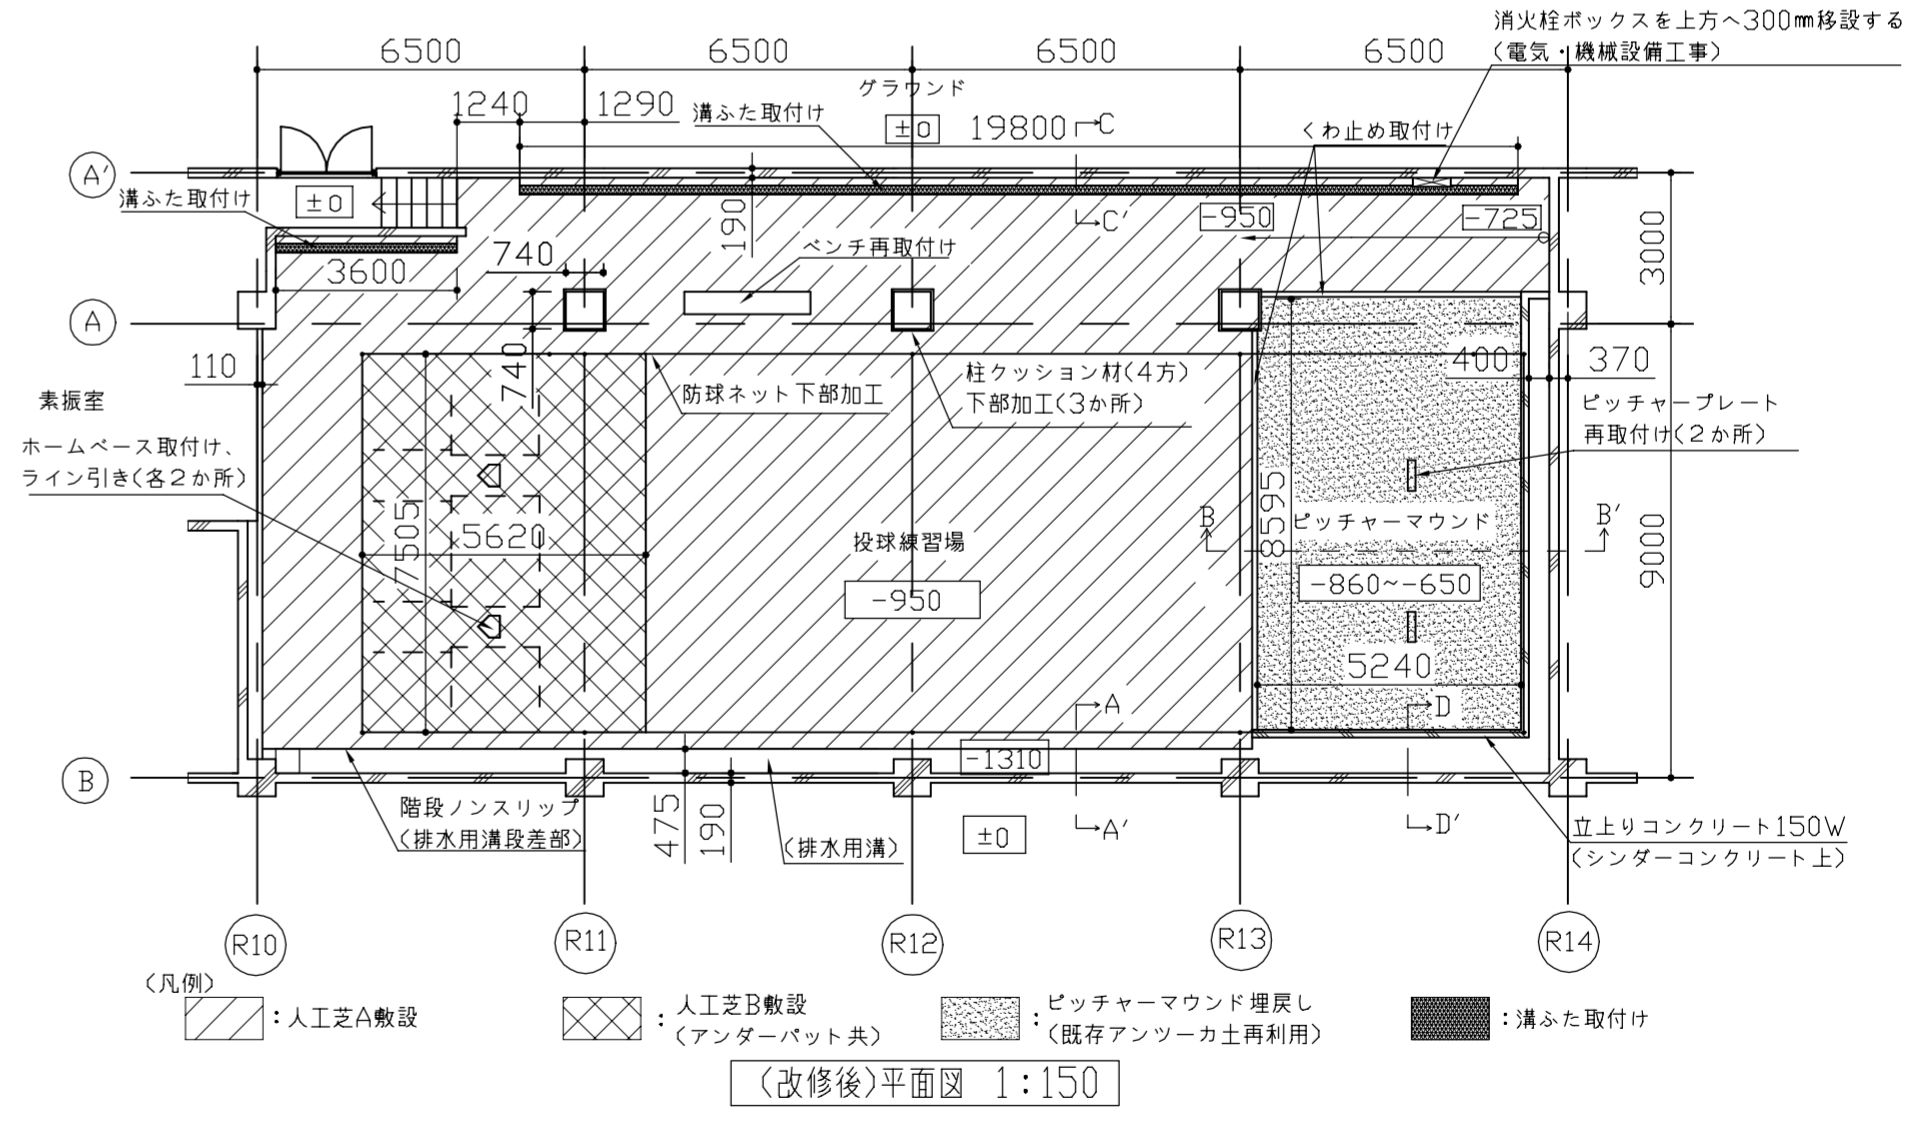 消火栓ボックスを上方へ300㎜移設する
(電気・機械設備工事)
6500
6500
6500
6500
グラウンド
1240
1290
溝ふた取付け
±0
19800
C
くわ止め取付け
A'
溝ふた取付け
±0
190
C'
-950
-725
3000
740
ベンチ再取付け
3600
A
110
740
防球ネット下部加工
柱クッション材(4方)
下部加工(3か所)
400
370
素振室
ピッチャープレート
再取付け(2か所)
ホームベース取付け、
ライン引き(各2か所)
7505
5620
投球練習場
-950
8595
B
B'
ピッチャーマウンド
-860~-650
9000
5240
A
D
-1310
B
階段ノンスリップ
(排水用溝段差部)
475
190
(排水用溝)
±0
A'
D'
立上りコンクリート150W
(シンダーコンクリート上)
R10
R11
R12
R13
R14
(凡例)
:人工芝A敷設
:人工芝B敷設
(アンダーパット共)
:ピッチャーマウンド埋戻し
(既存アンツーカ土再利用)
:溝ふた取付け
(改修後)平面図 1:150